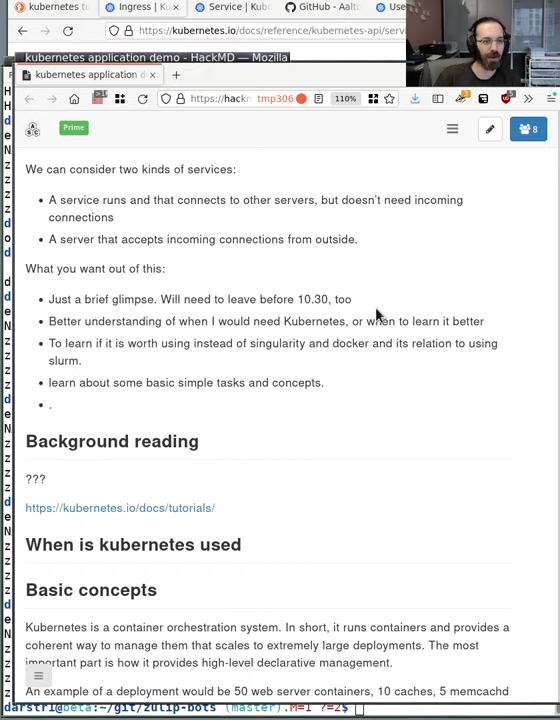 kubernetes tu
Ingress | Ku
Service | Kub
GitHub - Aalt
Use
https://kubernetes.io/docs/reference/kubernetes-api/serv
kubernetes application demo - HackMD — Mozilla
kubernetes application d
https://hackn
tmp306
110%
Prime
8
We can consider two kinds of services:
• A service runs and that connects to other servers, but doesn't need incoming
connections
• A server that accepts incoming connections from outside.
What you want out of this:
• Just a brief glimpse. Will need to leave before 10.30, too
• Better understanding of when I would need Kubernetes, or when to learn it better
• To learn if it is worth using instead of singularity and docker and its relation to using
slurm.
• learn about some basic simple tasks and concepts.
• .
Background reading
???
https://kubernetes.io/docs/tutorials/
When is kubernetes used
Basic concepts
Kubernetes is a container orchestration system. In short, it runs containers and provides a
coherent way to manage them that scales to extremely large deployments. The most
important part is how it provides high-level declarative management.
An example of a deployment would be 50 web server containers, 10 caches, 5 memcachd
darst1@beta:~/git/zulip-bots (master).M=1 ?=2$